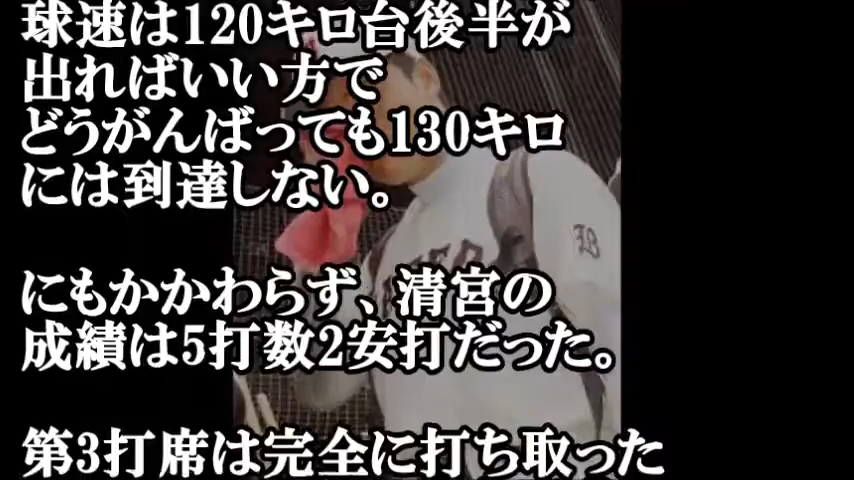 球速は120キロ台後半が
出ればいい方で
どうがんばっても130キロ
には到達しない。
にもかかわらず、清宮の
成績は5打数2安打だった。
第3打席は完全に打ち取った